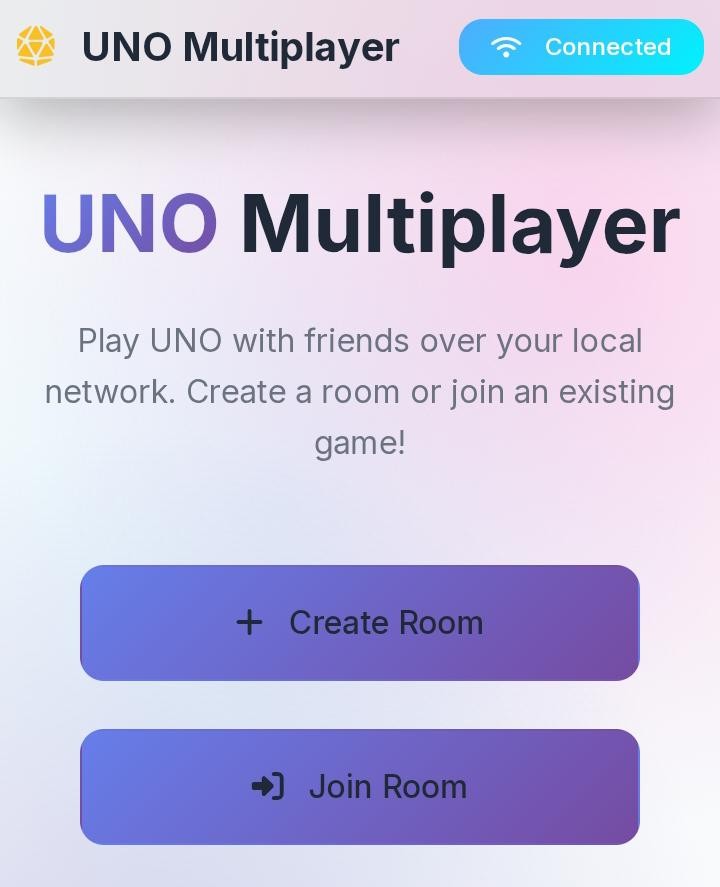 UNO Multiplayer
Connected
UNO Multiplayer
Play UNO with friends over your local
network. Create a room or join an existing
game!
Create Room
Join Room